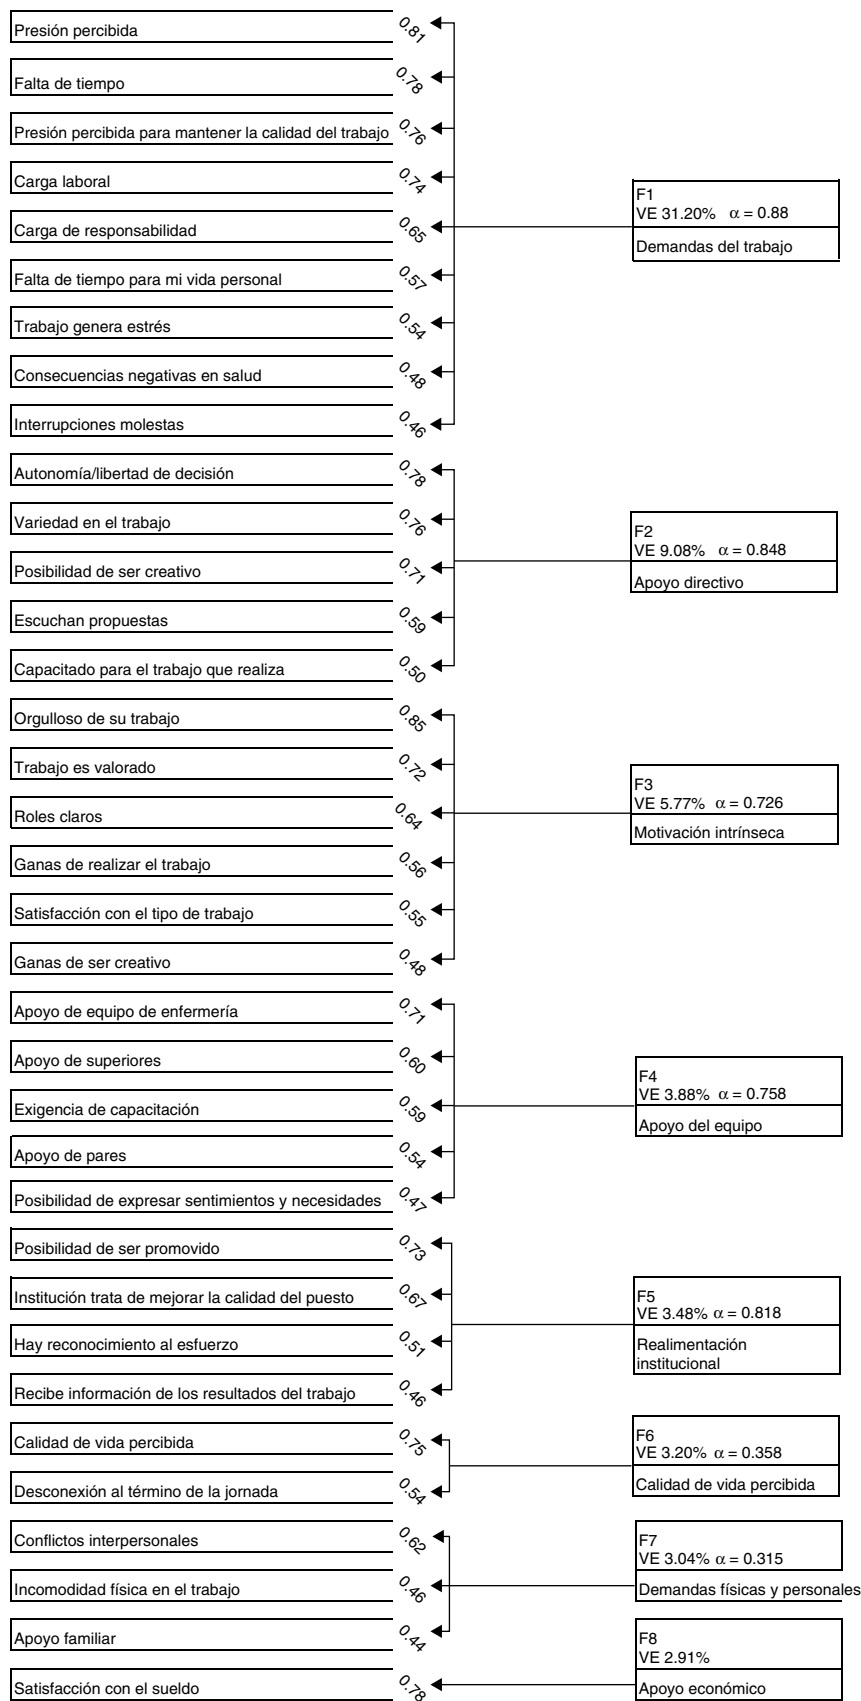 Presión percibida 0.81
Falta de tiempo 0.78
Presión percibida para mantener la calidad del trabajo 0.76
Carga laboral 0.74
Carga de responsabilidad 0.65
Falta de tiempo para mi vida personal 0.57
Trabajo genera estrés 0.54
Consecuencias negativas en salud 0.48
Interrupciones molestas 0.46
F1
VE 31.20% α = 0.88
Demandas del trabajo
Autonomía/libertad de decisión 0.78
Variedad en el trabajo 0.76
Posibilidad de ser creativo 0.71
Escuchan propuestas 0.59
Capacitado para el trabajo que realiza 0.50
F2
VE 9.08% α = 0.848
Apoyo directivo
Orgulloso de su trabajo 0.85
Trabajo es valorado 0.72
Roles claros 0.64
Ganas de realizar el trabajo 0.56
Satisfacción con el tipo de trabajo 0.55
Ganas de ser creativo 0.48
F3
VE 5.77% α = 0.726
Motivación intrínseca
Apoyo de equipo de enfermería 0.71
Apoyo de superiores 0.60
Exigencia de capacitación 0.59
Apoyo de pares 0.54
Posibilidad de expresar sentimientos y necesidades 0.47
F4
VE 3.88% α = 0.758
Apoyo del equipo
Posibilidad de ser promovido 0.73
Institución trata de mejorar la calidad del puesto 0.67
Hay reconocimiento al esfuerzo 0.51
Recibe información de los resultados del trabajo 0.46
F5
VE 3.48% α = 0.818
Realimentación
institucional
Calidad de vida percibida 0.75
Desconexión al término de la jornada 0.54
F6
VE 3.20% α = 0.358
Calidad de vida percibida
Conflictos interpersonales 0.62
Incomodidad física en el trabajo 0.46
Apoyo familiar 0.44
F7
VE 3.04% α = 0.315
Demandas físicas y personales
Satisfacción con el sueldo 0.78
F8
VE 2.91%
Apoyo económico